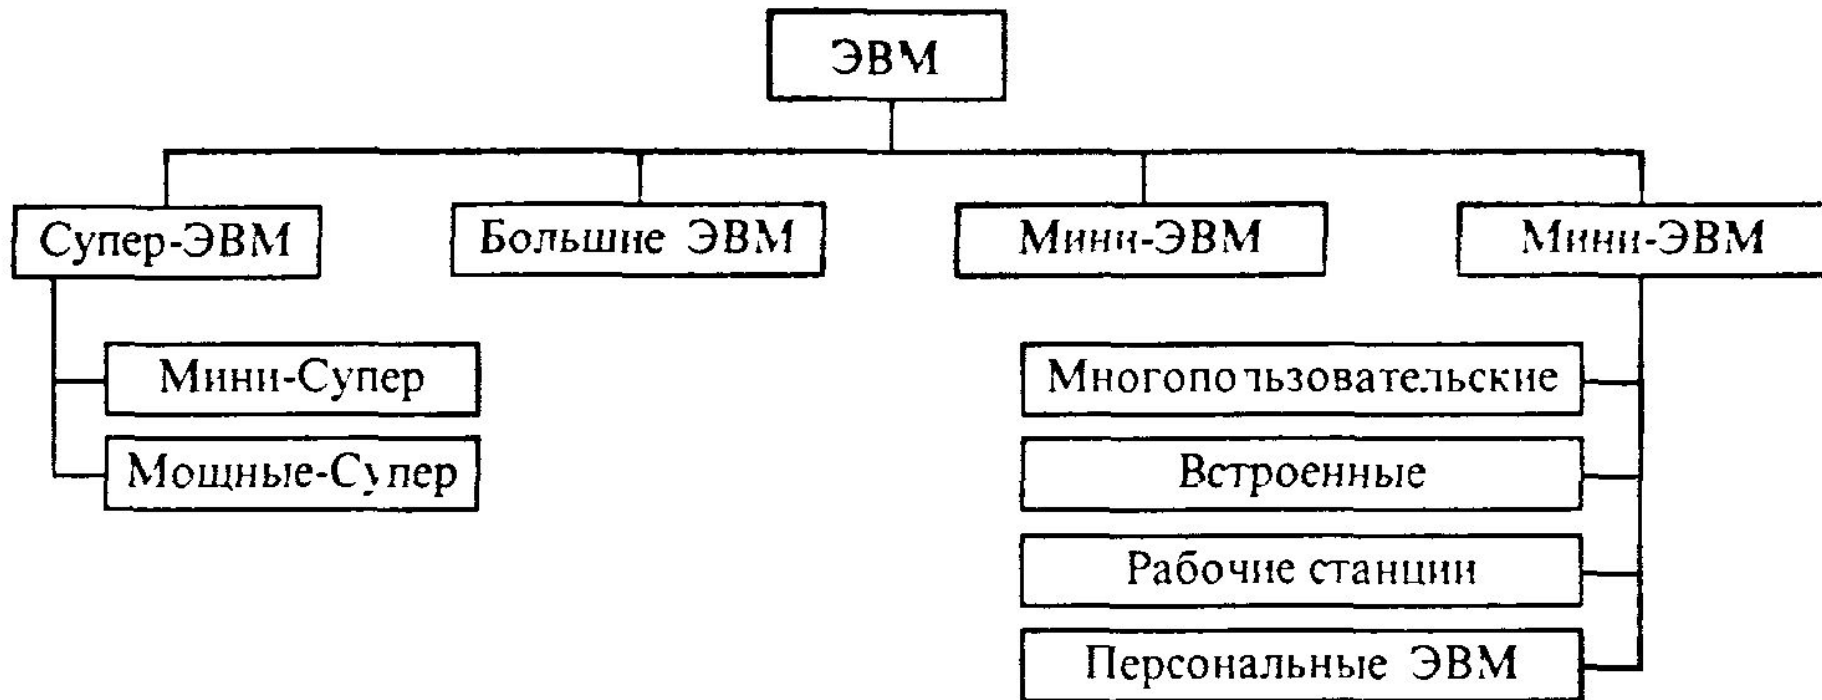 ЭВМ
Супер-ЭВМ
Большие ЭВМ
Мини-ЭВМ
Мини-ЭВМ
Мини-Супер
Мощные-Супер
Многопользовательские
Встроенные
Рабочие станции
Персональные ЭВМ